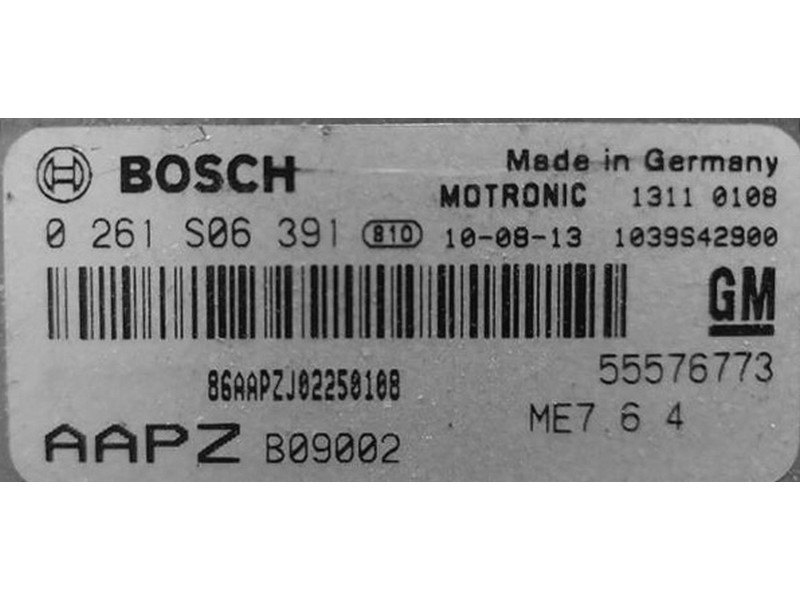 BOSCH Made in Germany
MOTRONIC 1311 0108
0 261 S06 391 810 10-08-13 1039S42900
GM
86AAPZJ02250108 55576773
AAPZ B09002 ME7.6 4